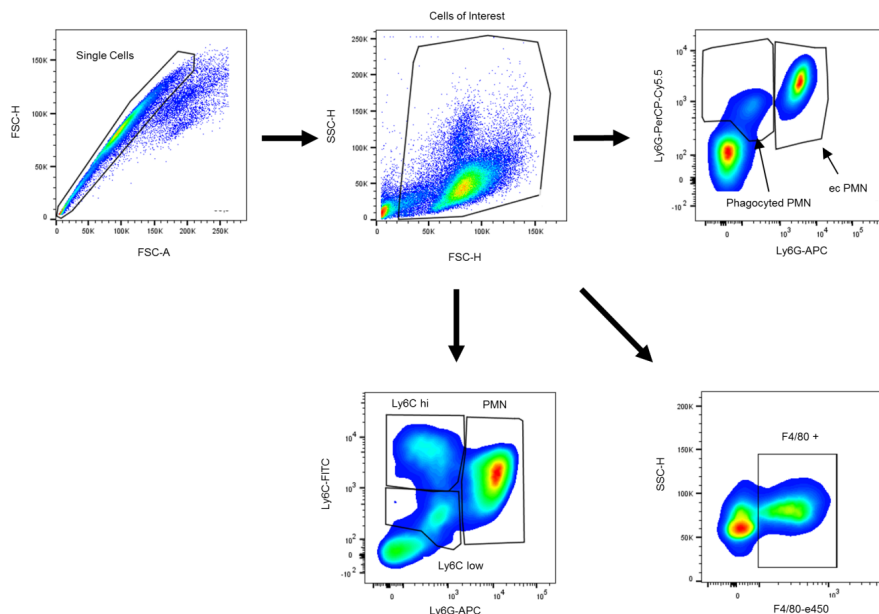 Cells of Interest
Single Cells
FSC-H
150K
100K
50K
0
0
50K
100K
150K
200K
250K
FSC-A
SSC-H
250K
200K
150K
100K
50K
0
0
50K
100K
150K
FSC-H
Ly6G-PerCP-Cy5.5
10^4
10^3
10^2
0
-10^2
Phagocyted PMN
ec PMN
0
10^3
10^4
10^5
Ly6G-APC
Ly6C hi
PMN
Ly6C-FITC
10^4
10^3
10^2
0
-10^2
Ly6C low
0
10^3
10^4
10^5
Ly6G-APC
F4/80 +
SSC-H
200K
150K
100K
50K
0
0
10^3
F4/80-e450